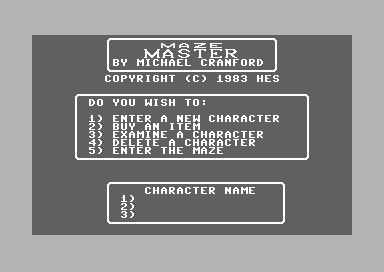 MAZE
MASTER
BY MICHAEL CRANFORD
COPYRIGHT (C) 1983 HES
DO YOU WISH TO:
1) ENTER A NEW CHARACTER
2) BUY AN ITEM
3) EXAMINE A CHARACTER
4) DELETE A CHARACTER
5) ENTER THE MAZE
CHARACTER NAME
1)
2)
3)